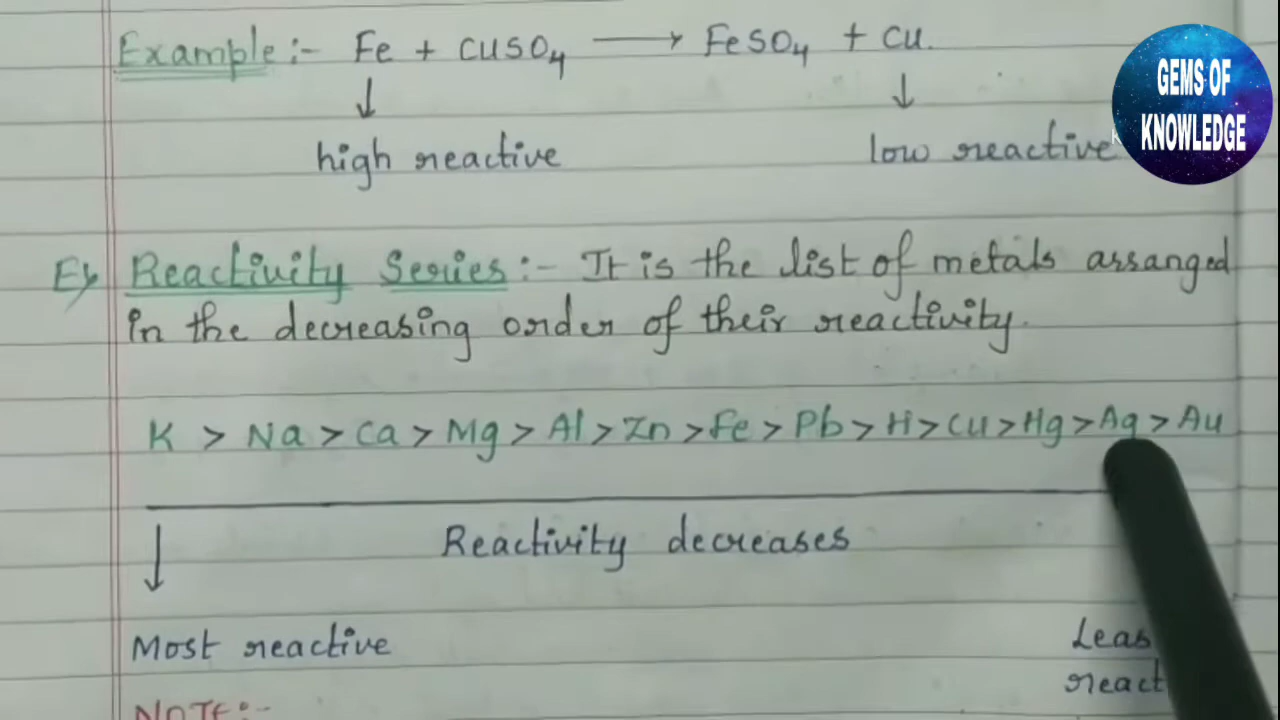 Example :- Fe + CuSO4 → FeSO4 + Cu.
GEMS OF
KNOWLEDGE
↓ ↓
high reactive low reactive
Ex Reactivity Series :- It is the list of metals arranged
in the decreasing order of their reactivity.
K > Na > Ca > Mg > Al > Zn > Fe > Pb > H > Cu > Hg > Ag > Au
Reactivity decreases
↓
Most reactive
NOTE :-